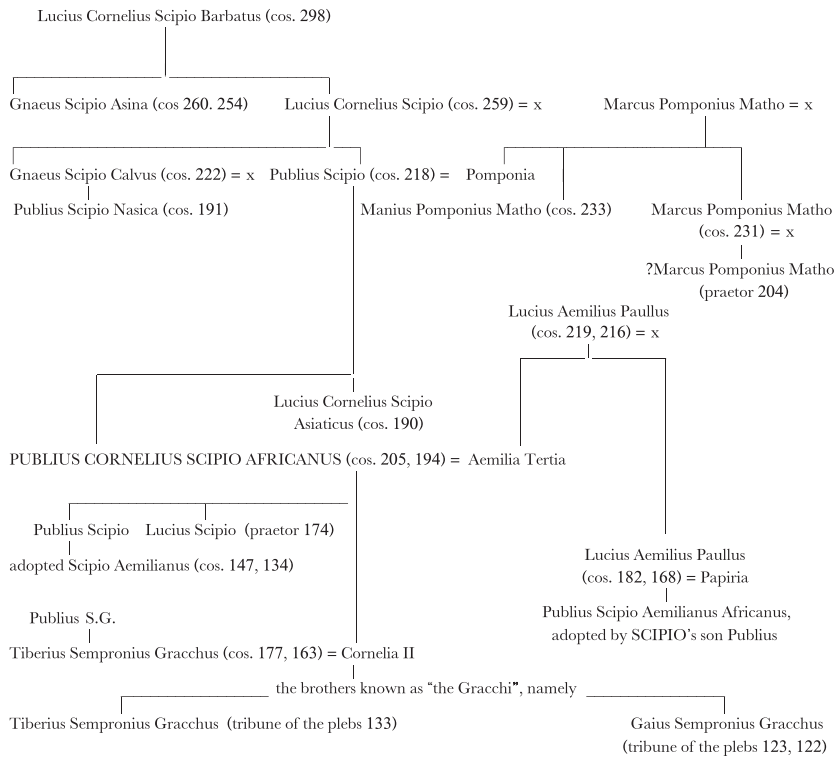 Lucius Cornelius Scipio Barbatus (cos. 298)
Gnaeus Scipio Asina (cos 260. 254) Lucius Cornelius Scipio (cos. 259) = x Marcus Pomponius Matho = x
Gnaeus Scipio Calvus (cos. 222) = x Publius Scipio (cos. 218) = Pomponia
Publius Scipio Nasica (cos. 191) Manius Pomponius Matho (cos. 233) Marcus Pomponius Matho
(cos. 231) = x
?Marcus Pomponius Matho
(praetor 204)
Lucius Aemilius Paullus
(cos. 219, 216) = x
Lucius Cornelius Scipio
Asiaticus (cos. 190)
PUBLIUS CORNELIUS SCIPIO AFRICANUS (cos. 205, 194) = Aemilia Tertia
Publius Scipio Lucius Scipio (praetor 174)
adopted Scipio Aemilianus (cos. 147, 134)
Lucius Aemilius Paullus
(cos. 182, 168) = Papiria
Publius Scipio Aemilianus Africanus,
adopted by SCIPIO's son Publius
Publius S.G.
Tiberius Sempronius Gracchus (cos. 177, 163) = Cornelia II
the brothers known as "the Gracchi", namely
Tiberius Sempronius Gracchus (tribune of the plebs 133) Gaius Sempronius Gracchus
(tribune of the plebs 123, 122)